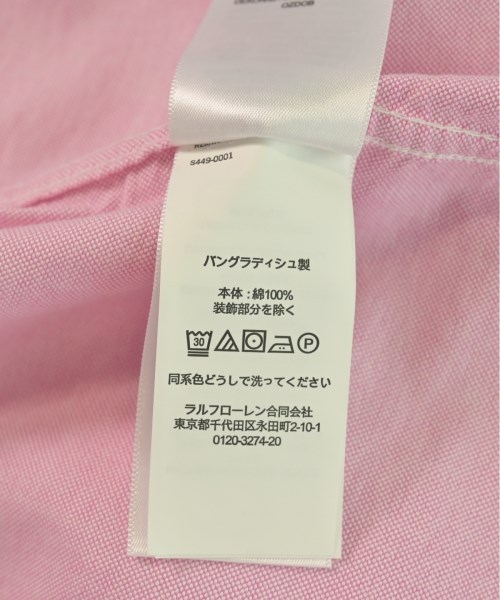 S449-0001
バングラディシュ製
本体 : 綿100%
装飾部分を除く
30
P
同系色どうしで洗ってください
ラルフローレン合同会社
東京都千代田区永田町2-10-1
0120-3274-20